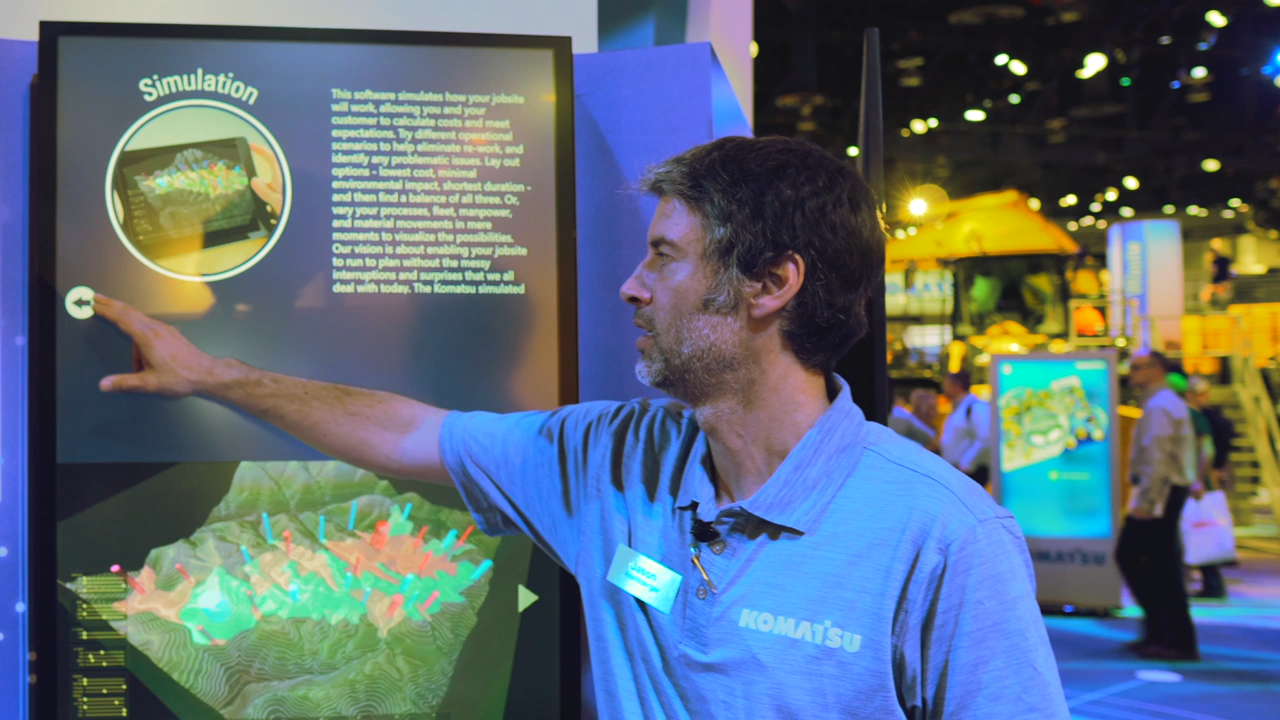 Simulation
This software simulates how your jobsite
will work, allowing you and your
customer to calculate costs and meet
expectations. Try different operational
scenarios to help eliminate re-work, and
identify any problematic issues. Lay out
options - lowest cost, minimal
environmental impact, shortest duration -
and then find a balance of all three. Or,
vary your processes, fleet, manpower,
and material movements in mere
moments to visualize the possibilities.
Our vision is about enabling your jobsite
to run to plan without the messy
interruptions and surprises that we all
deal with today. The Komatsu simulated
Jason
KOMATSU
KOMATSU